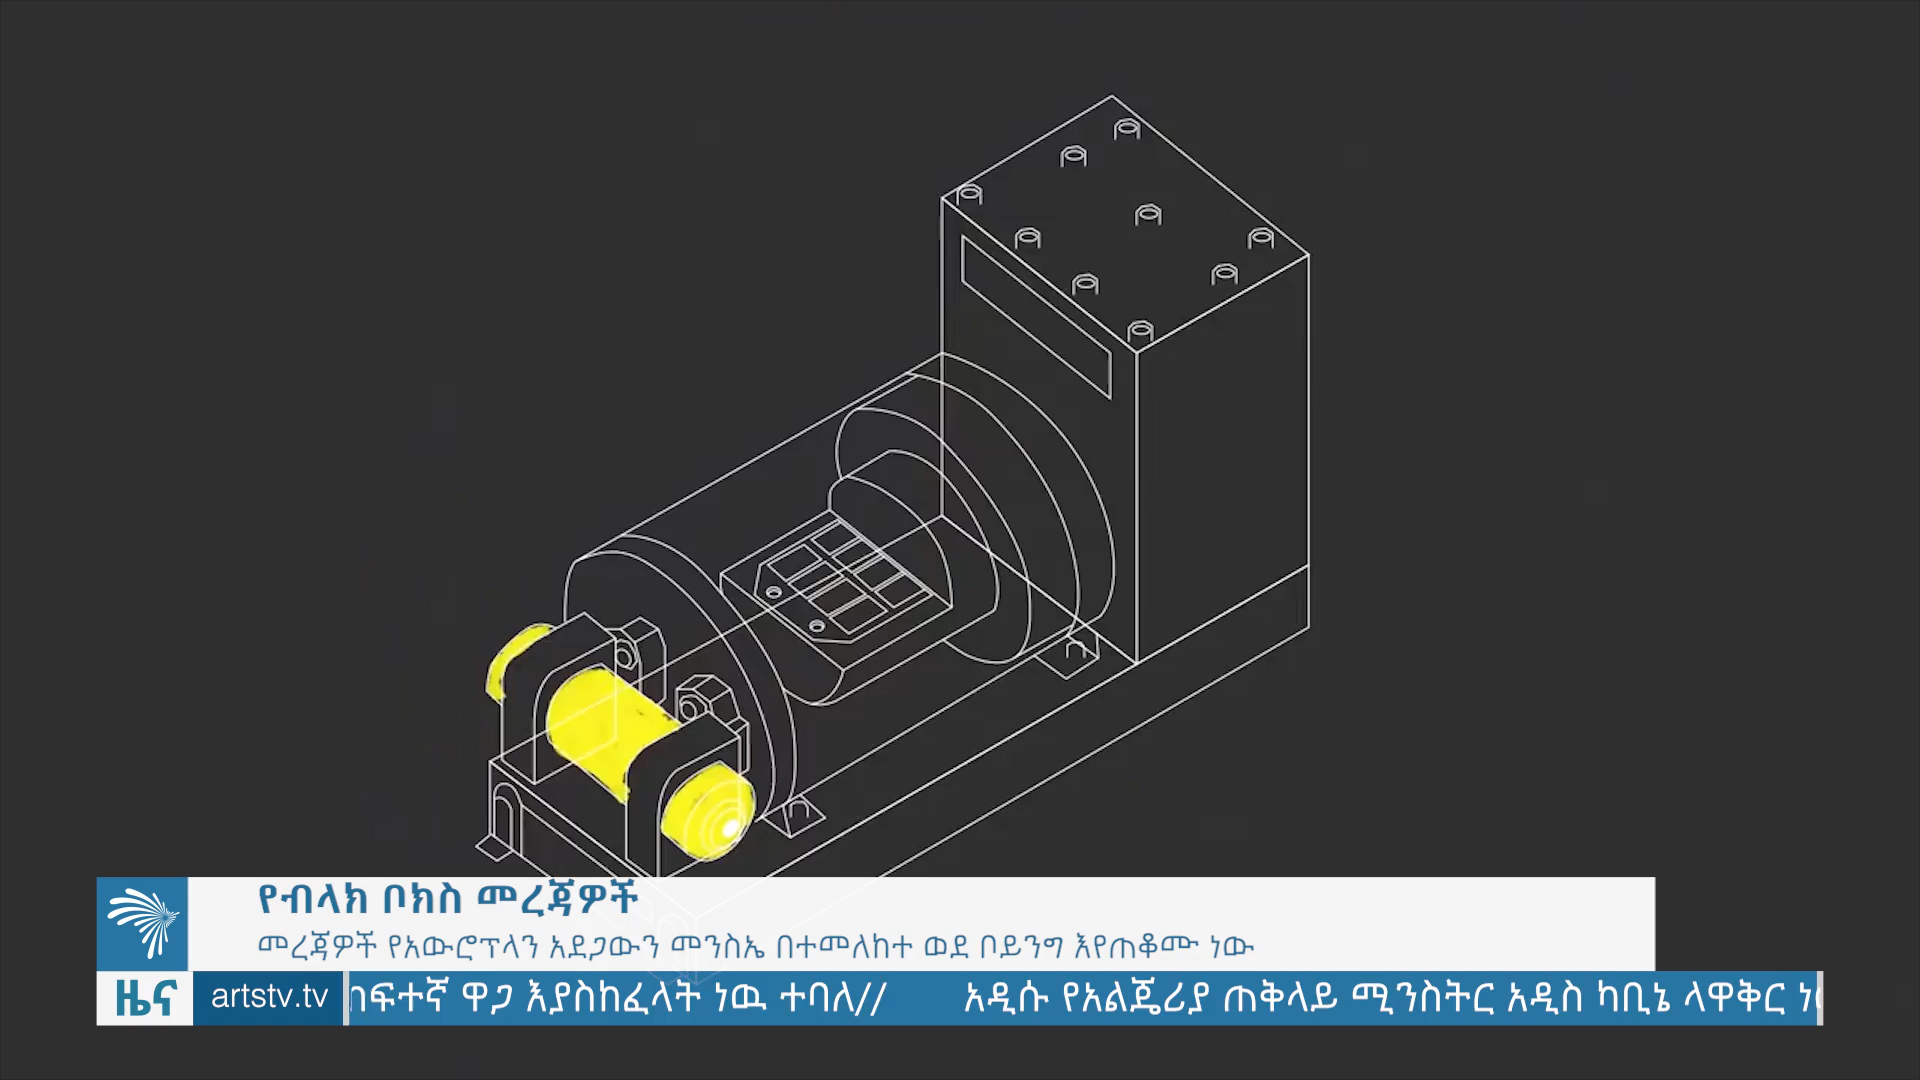 የብላክ ቦክስ መረጃዎች
መረጃዎች የአውሮፕላን አደጋውን መንስኤ በተመለከተ ወደ ቦይንግ እየጠቆሙ ነው
ዜና artstv.tv ከፍተኛ ዋጋ እያስከፈላት ነዉ ተባለ// አዲሱ የአልጄሪያ ጠቅላይ ሚንስትር አዲስ ካቢኔ ላዋቅር